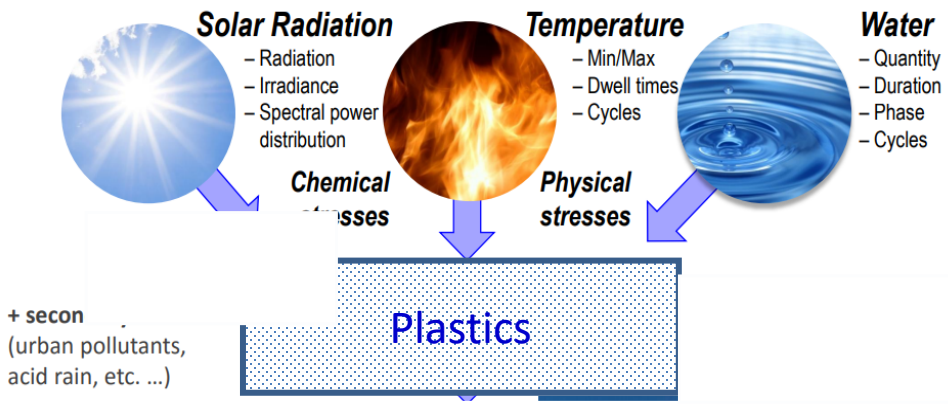 Solar Radiation
– Radiation
– Irradiance
– Spectral power
distribution
Temperature
– Min/Max
– Dwell times
– Cycles
Water
– Quantity
– Duration
– Phase
– Cycles
Chemical
stresses
Physical
stresses
+ secon
(urban pollutants,
acid rain, etc. ...)
Plastics